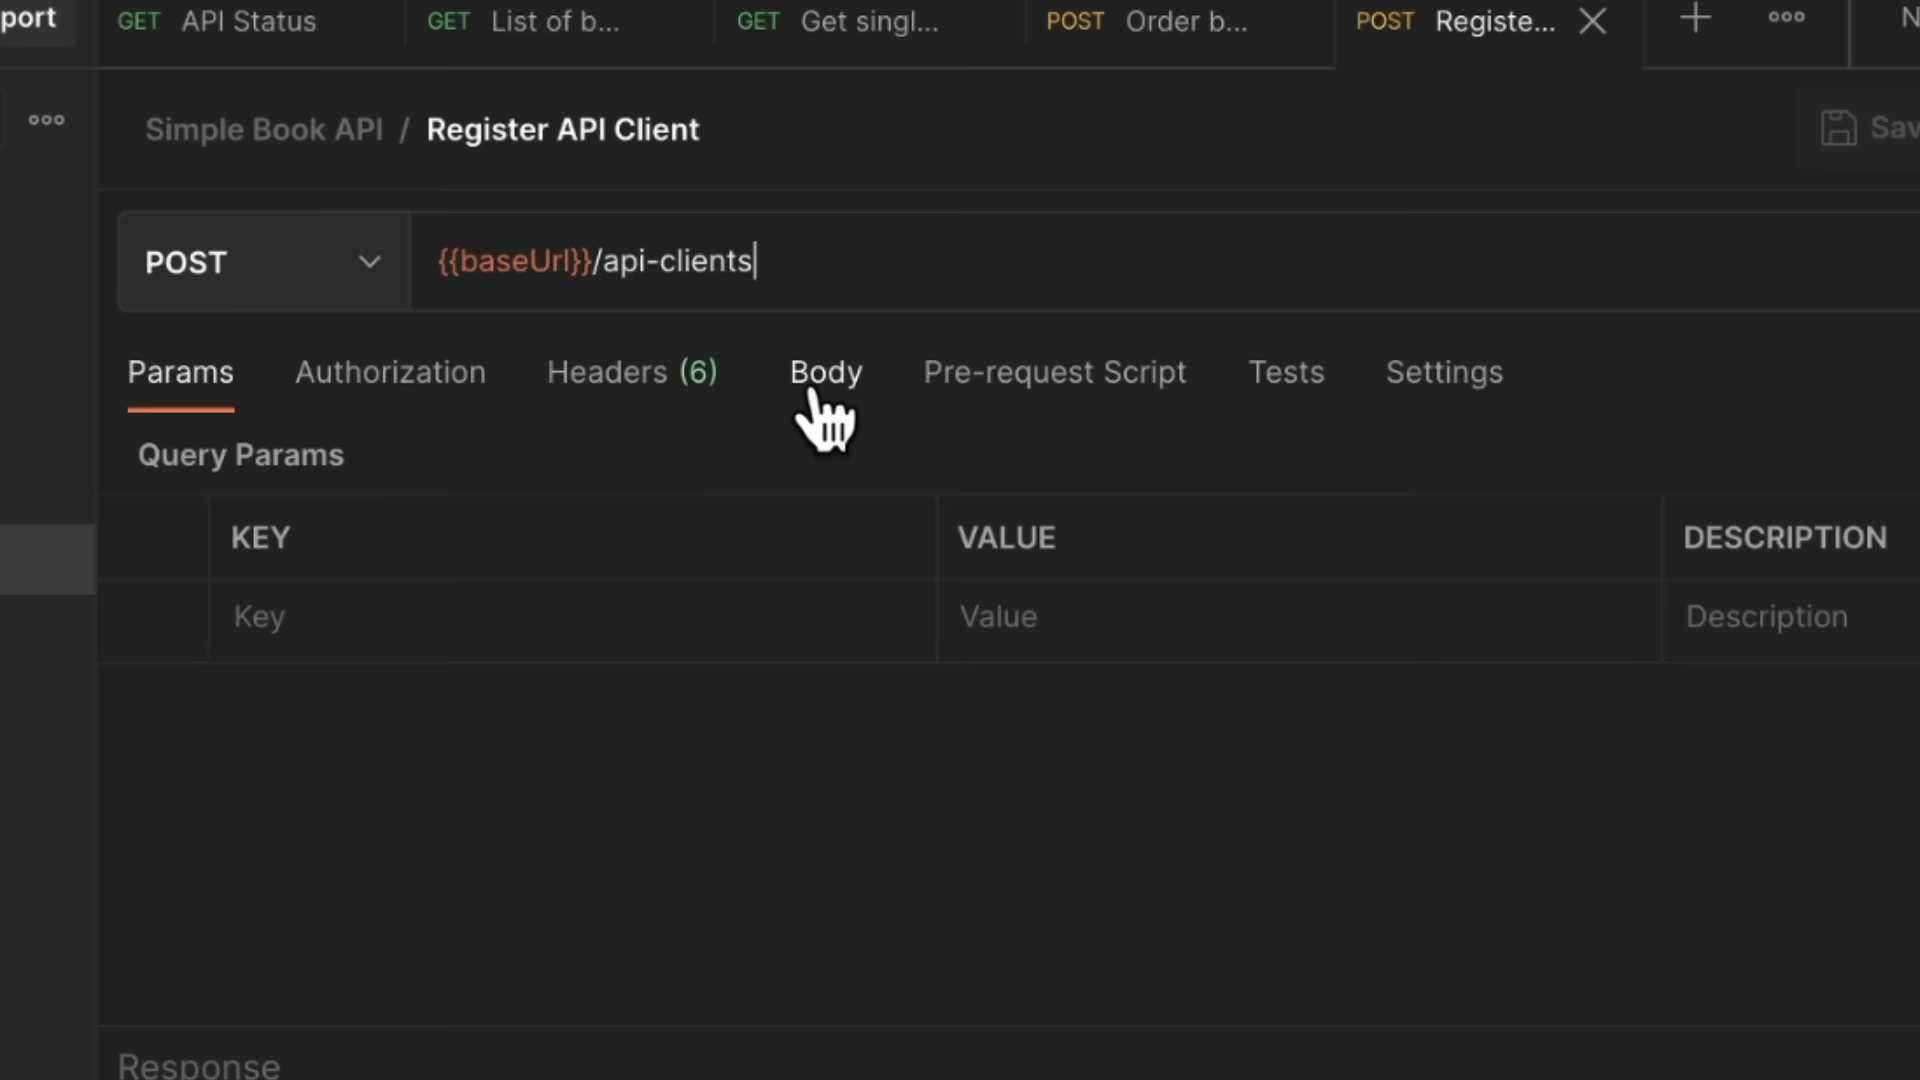 port
GET API Status
GET List of b...
GET Get singl...
POST Order b...
POST Registe...
N
Simple Book API / Register API Client
Sav
POST
{{baseUrl}}/api-clients
Params Authorization Headers (6) Body Pre-request Script Tests Settings
Query Params
KEY VALUE DESCRIPTION
Key Value Description
Response